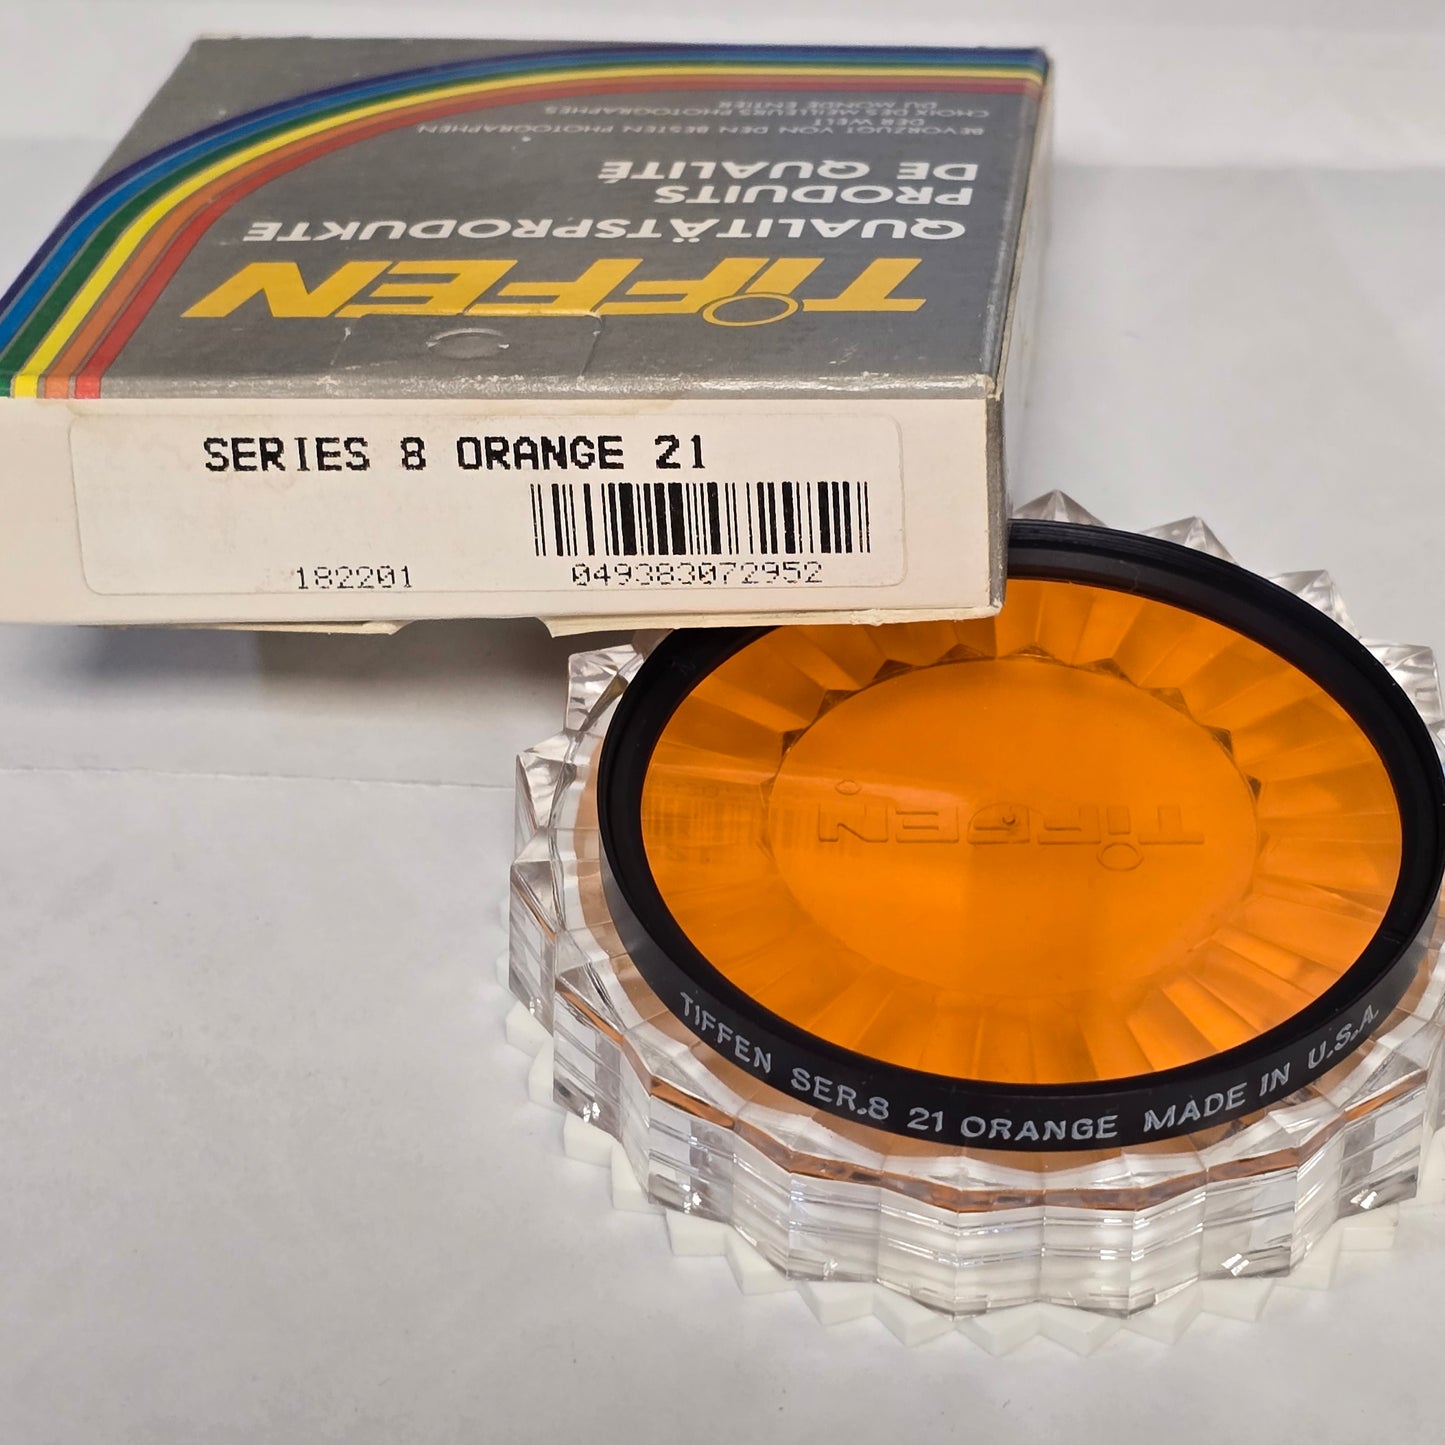 TIFFEN
QUALITÄTSPRODUKTE
PRODUITS
DE QUALITÉ
BEVORZUGT VON DEN BESTEN PHOTOGRAPHEN
DER WELT
CHOIX DES MEILLEURS PHOTOGRAPHES
DU MONDE ENTIER
SERIES 8 ORANGE 21
182201
049383072952
TIFFEN
TIFFEN SER.8 21 ORANGE MADE IN U.S.A.